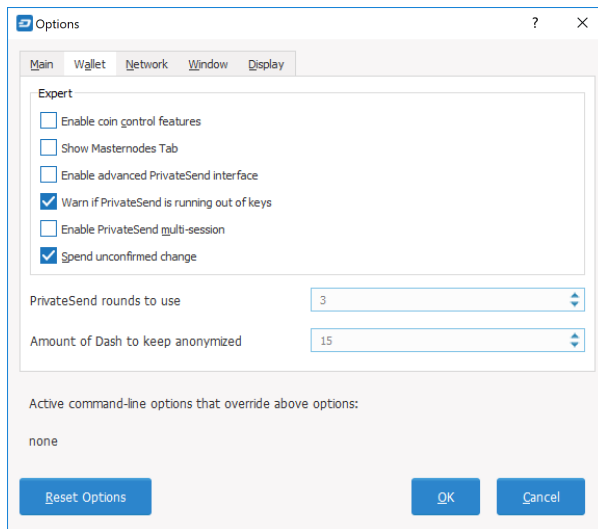 Options
Main Wallet Network Window Display
Expert
Enable coin control features
Show Masternodes Tab
Enable advanced PrivateSend interface
Warn if PrivateSend is running out of keys
Enable PrivateSend multi-session
Spend unconfirmed change
PrivateSend rounds to use 3
Amount of Dash to keep anonymized 15
Active command-line options that override above options:
none
Reset Options OK Cancel